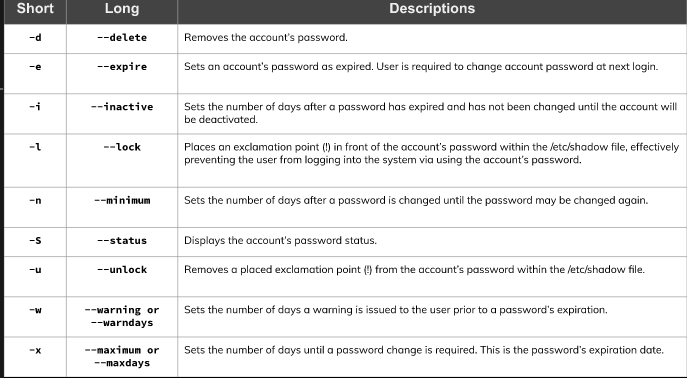 Short Long Descriptions
-d --delete Removes the account's password.
-e --expire Sets an account's password as expired. User is required to change account password at next login.
-i --inactive Sets the number of days after a password has expired and has not been changed until the account will
be deactivated.
-l --lock Places an exclamation point (!) in front of the account's password within the /etc/shadow file, effectively
preventing the user from logging into the system via using the account's password.
-n --minimum Sets the number of days after a password is changed until the password may be changed again.
-S --status Displays the account's password status.
-u --unlock Removes a placed exclamation point (!) from the account's password within the /etc/shadow file.
-w --warning or Sets the number of days a warning is issued to the user prior to a password's expiration.
--warndays
-x --maximum or Sets the number of days until a password change is required. This is the password's expiration date.
--maxdays